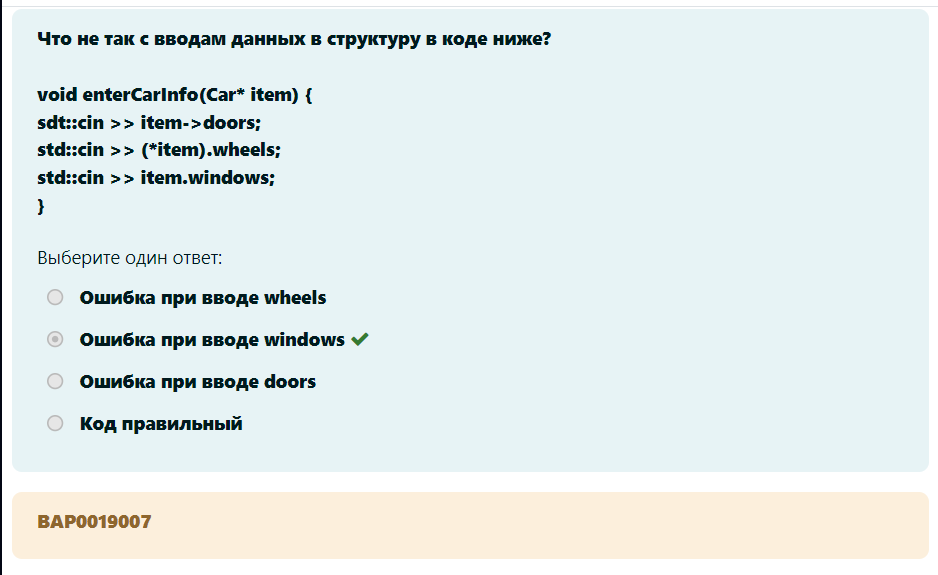 Что не так с вводам данных в структуру в коде ниже?
void enterCarInfo(Car* item) {
sdt::cin >> item->doors;
std::cin >> (*item).wheels;
std::cin >> item.windows;
}
Выберите один ответ:
Ошибка при вводе wheels
Ошибка при вводе windows
Ошибка при вводе doors
Код правильный
BAP0019007